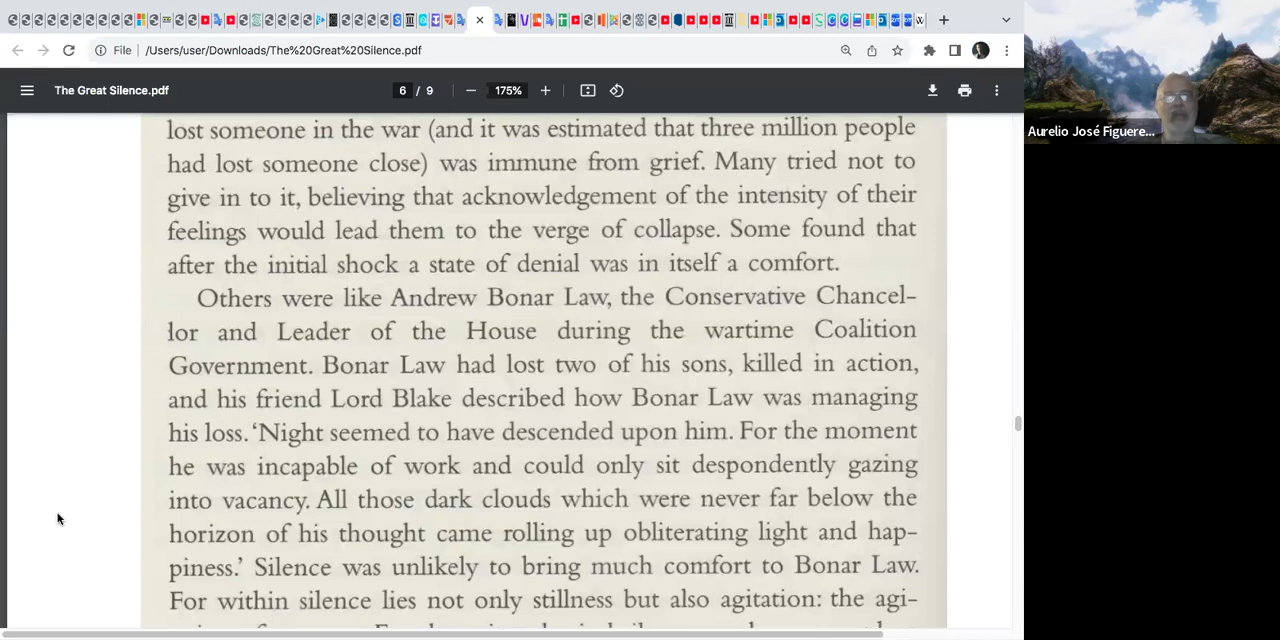 File
/Users/user/Downloads/The%20Great%20Silence.pdf
The Great Silence.pdf
6 / 9
175%
Aurelio José Figuere...
lost someone in the war (and it was estimated that three million people
had lost someone close) was immune from grief. Many tried not to
give in to it, believing that acknowledgement of the intensity of their
feelings would lead them to the verge of collapse. Some found that
after the initial shock a state of denial was in itself a comfort.
Others were like Andrew Bonar Law, the Conservative Chancel-
lor and Leader of the House during the wartime Coalition
Government. Bonar Law had lost two of his sons, killed in action,
and his friend Lord Blake described how Bonar Law was managing
his loss. ‘Night seemed to have descended upon him. For the moment
he was incapable of work and could only sit despondently gazing
into vacancy. All those dark clouds which were never far below the
horizon of his thought came rolling up obliterating light and hap-
piness.’ Silence was unlikely to bring much comfort to Bonar Law.
For within silence lies not only stillness but also agitation: the agi-